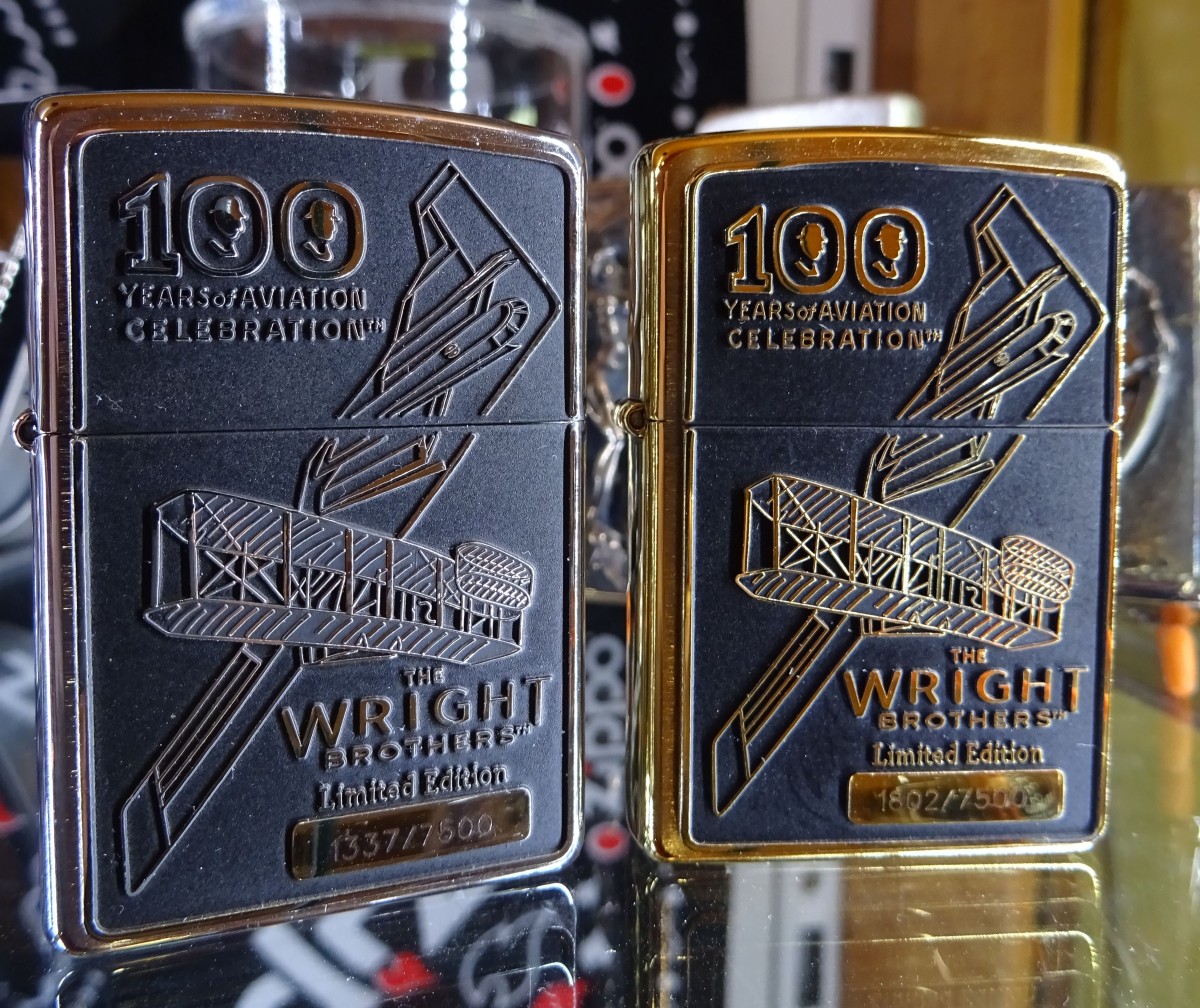 100
YEARS of AVIATION
CELEBRATION™
THE
WRIGHT
BROTHERS™
Limited Edition
1337/7500
100
YEARS of AVIATION
CELEBRATION™
THE
WRIGHT
BROTHERS™
Limited Edition
1802/7500
zippo